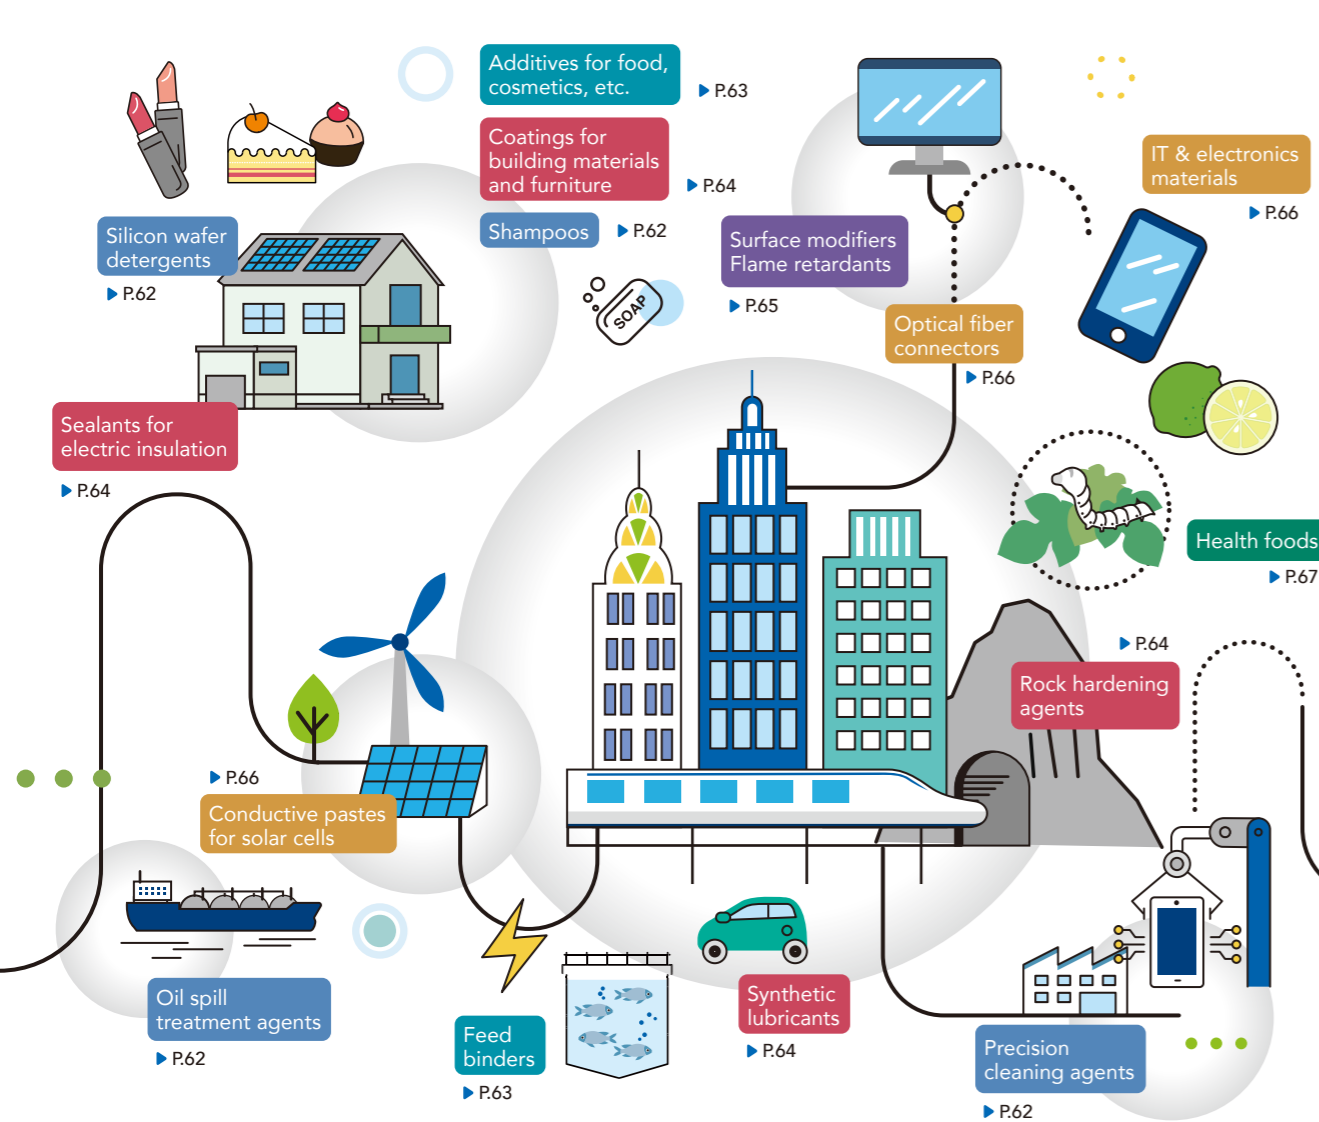 Additives for food,
cosmetics, etc.
P.63
Coatings for
building materials
and furniture
P.64
Shampoos
P.62
Silicon wafer
detergents
P.62
SOAP
Surface modifiers
Flame retardants
P.65
IT & electronics
materials
P.66
Optical fiber
connectors
P.66
Sealants for
electric insulation
P.64
Health foods
P.67
P.64
Rock hardening
agents
P.66
Conductive pastes
for solar cells
Oil spill
treatment agents
P.62
Feed
binders
P.63
Synthetic
lubricants
P.64
Precision
cleaning agents
P.62